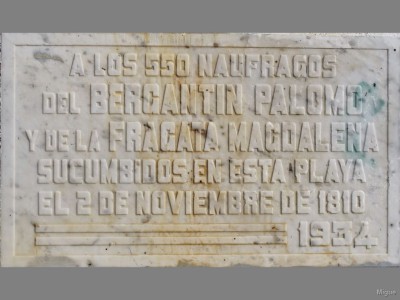 A LOS 550 NAUFRAGOS
DEL BERGANTIN PALOMO
Y DE LA FRAGATA MAGDALENA
SUCUMBIDOS EN ESTA PLAYA
EL 2 DE NOVIEMBRE DE 1810
1934
Miguel